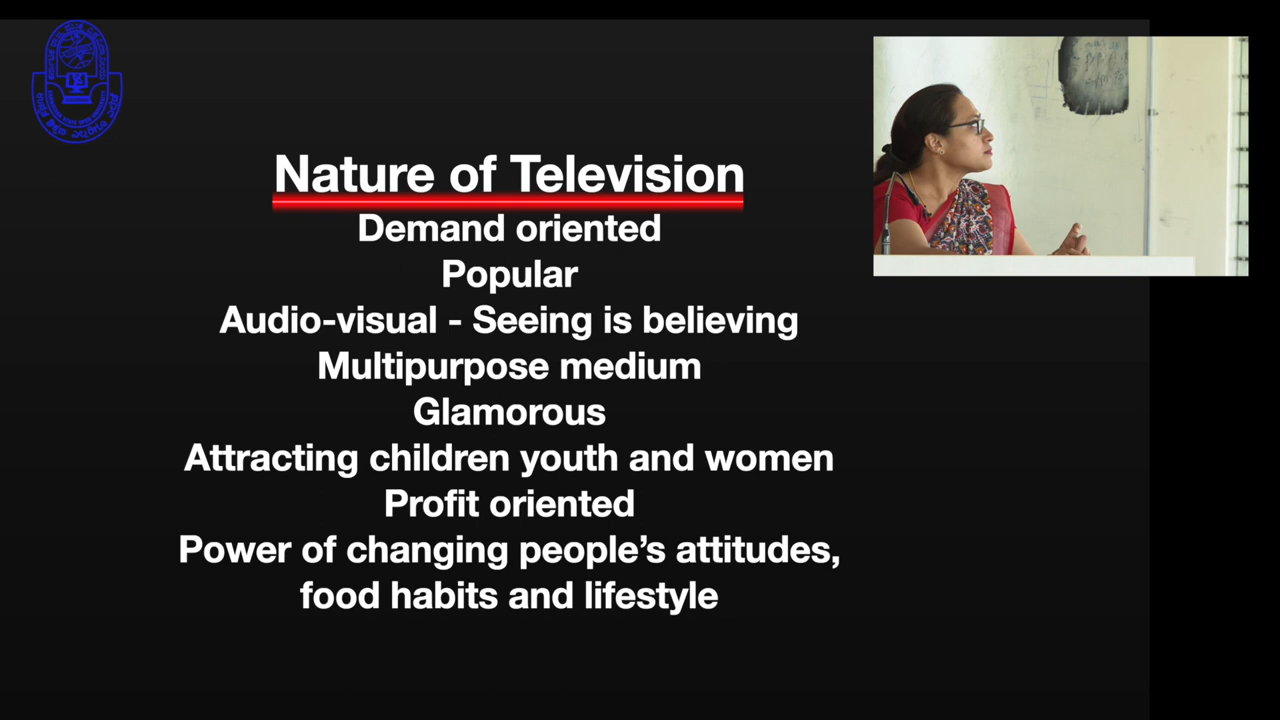 Nature of Television
Demand oriented
Popular
Audio-visual - Seeing is believing
Multipurpose medium
Glamorous
Attracting children youth and women
Profit oriented
Power of changing people’s attitudes,
food habits and lifestyle